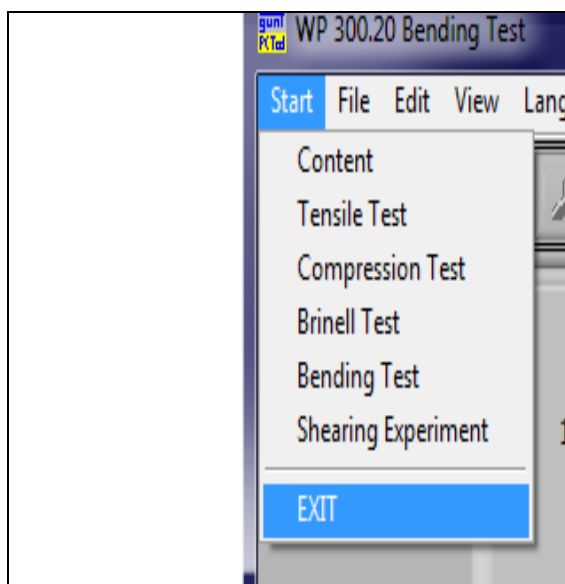 gunT
WP 300.20 Bending Test
Start File Edit View Lang
Content
Tensile Test
Compression Test
Brinell Test
Bending Test
Shearing Experiment
EXIT